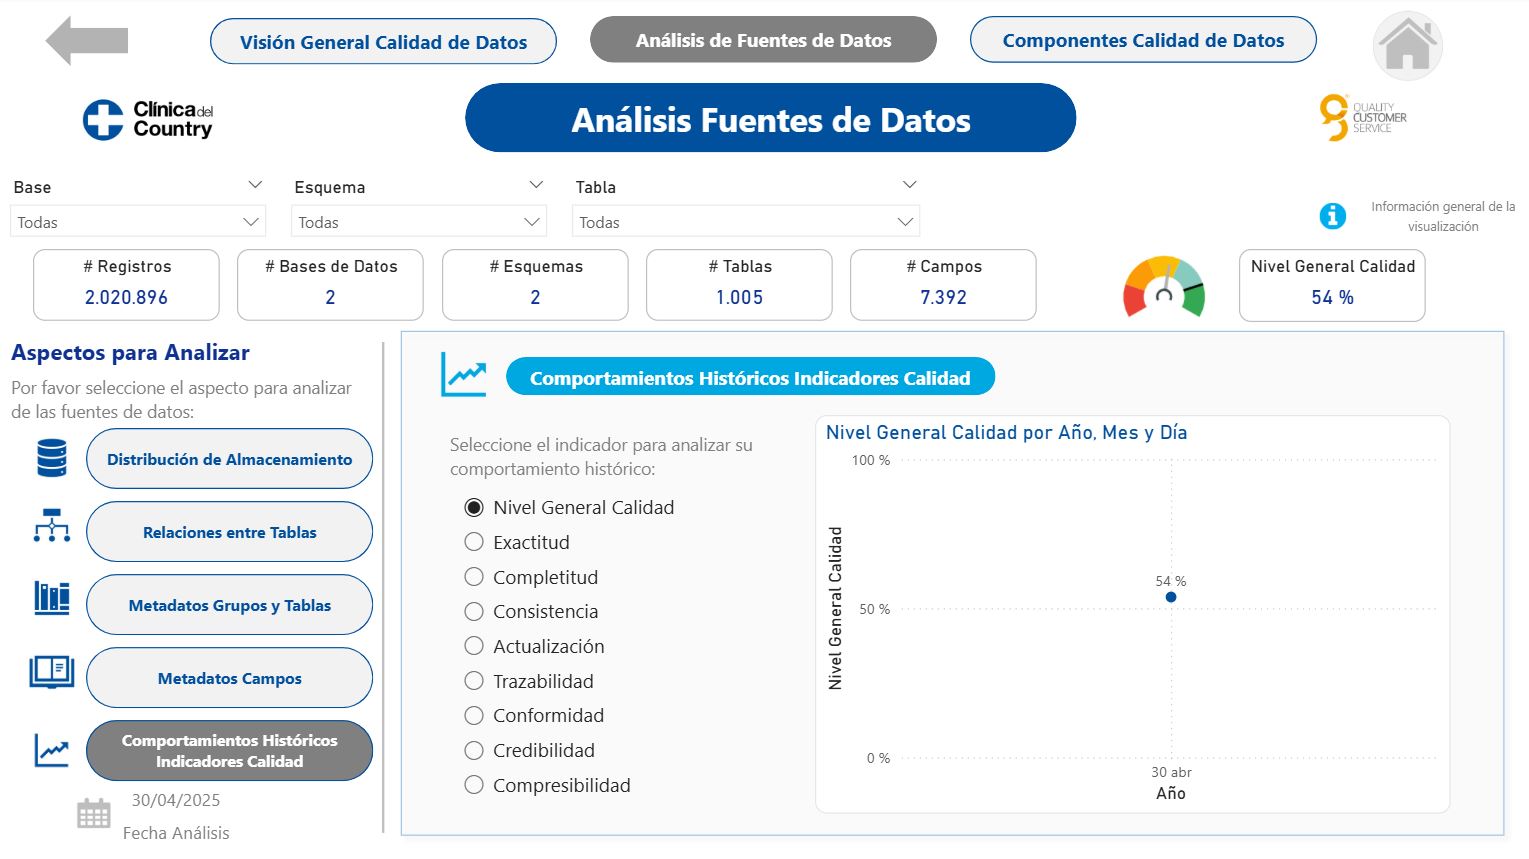 Visión General Calidad de Datos
Análisis de Fuentes de Datos
Componentes Calidad de Datos
Clínica del
Country
Análisis Fuentes de Datos
QUALITY
CUSTOMER
SERVICE
Base
Esquema
Tabla
Todas
Todas
Todas
Información general de la
visualización
# Registros
2.020.896
# Bases de Datos
2
# Esquemas
2
# Tablas
1.005
# Campos
7.392
Nivel General Calidad
54 %
Aspectos para Analizar
Por favor seleccione el aspecto para analizar
de las fuentes de datos:
Distribución de Almacenamiento
Relaciones entre Tablas
Metadatos Grupos y Tablas
Metadatos Campos
Comportamientos Históricos
Indicadores Calidad
30/04/2025
Fecha Análisis
Comportamientos Históricos Indicadores Calidad
Seleccione el indicador para analizar su
comportamiento histórico:
Nivel General Calidad
Exactitud
Completitud
Consistencia
Actualización
Trazabilidad
Conformidad
Credibilidad
Compresibilidad
Nivel General Calidad por Año, Mes y Día
100 %
50 %
0 %
Nivel General Calidad
54 %
30 abr
Año